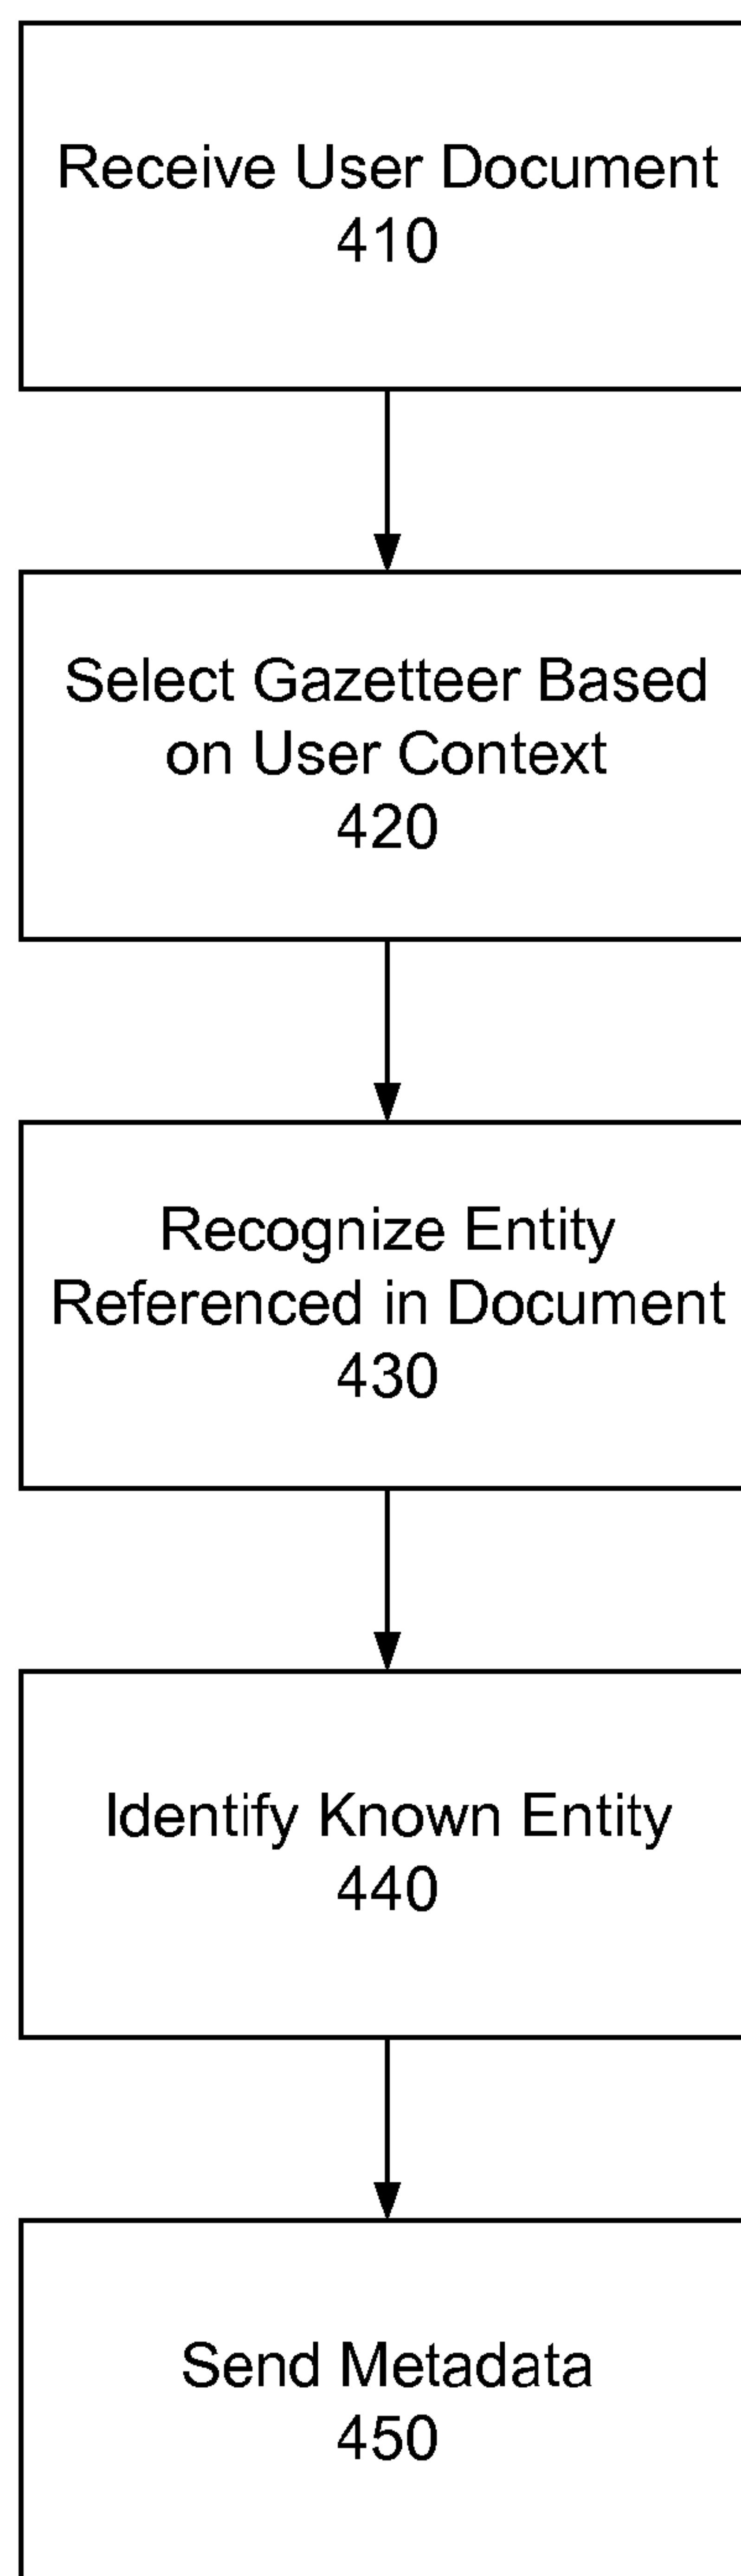 Receive User Document
410
Select Gazetteer Based
on User Context
420
Recognize Entity
Referenced in Document
430
Identify Known Entity
440
Send Metadata
450